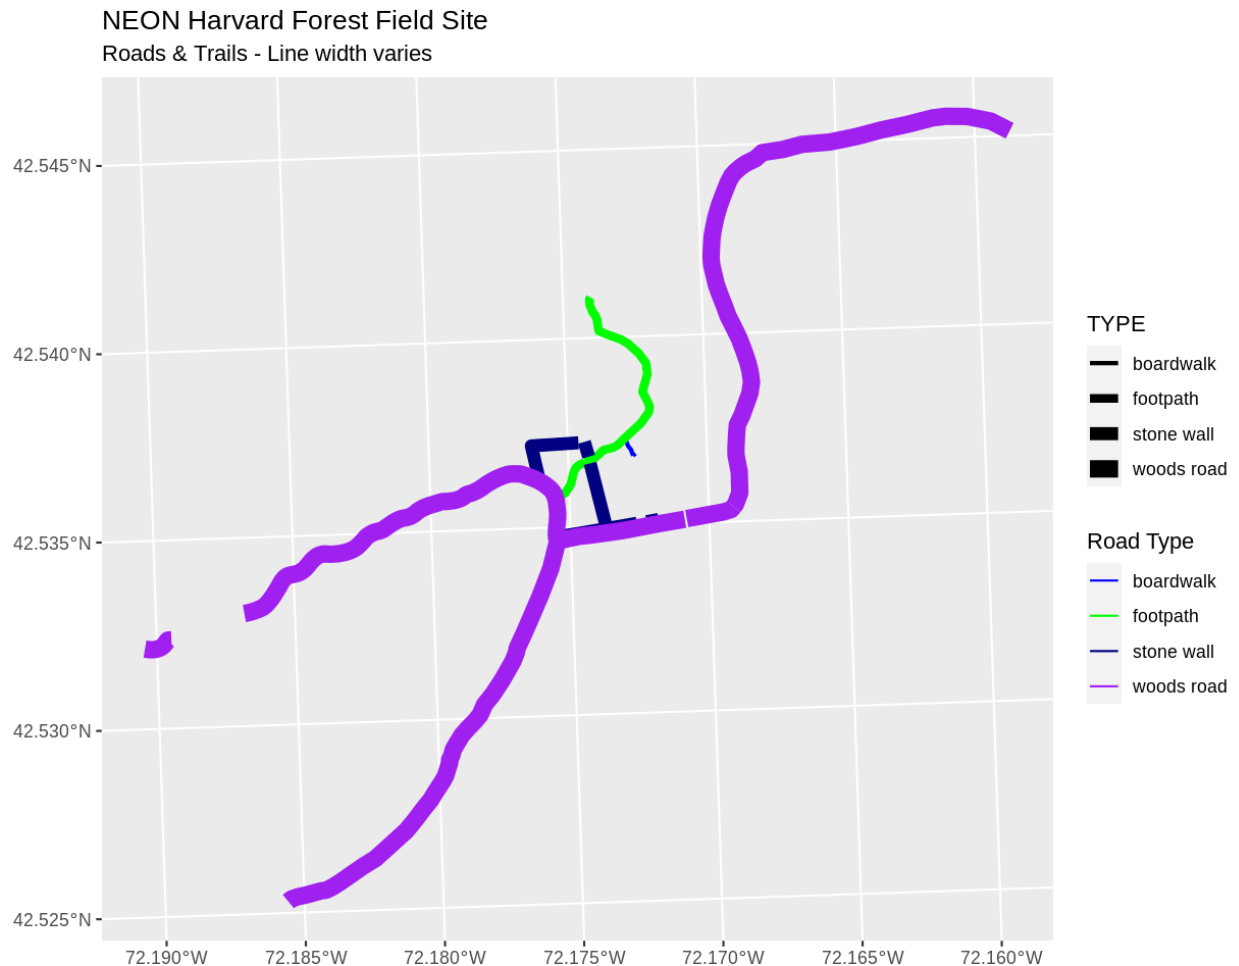 NEON Harvard Forest Field Site
Roads & Trails - Line width varies
42.545°N
42.540°N
42.535°N
42.530°N
42.525°N
72.190°W 72.185°W 72.180°W 72.175°W 72.170°W 72.165°W 72.160°W
TYPE
boardwalk
footpath
stone wall
woods road
Road Type
boardwalk
footpath
stone wall
woods road